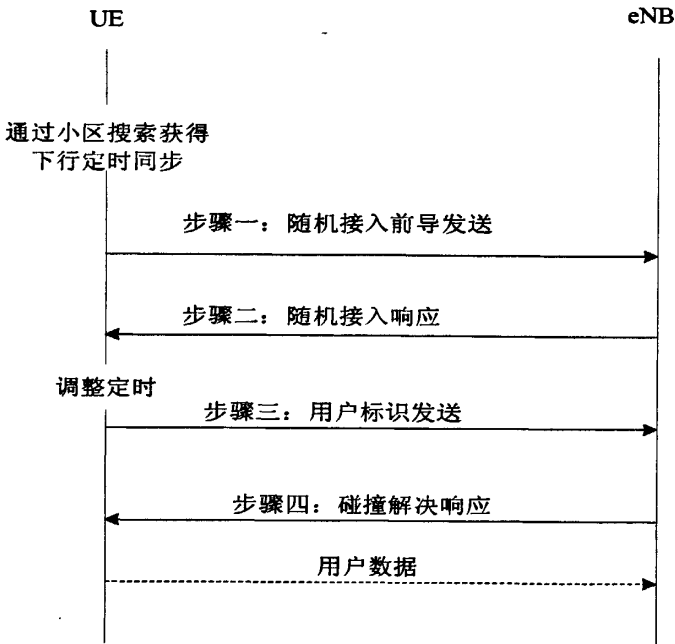 UE
eNB
通过小区搜索获得
下行定时同步
步骤一：随机接入前导发送
步骤二：随机接入响应
调整定时
步骤三：用户标识发送
步骤四：碰撞解决响应
用户数据